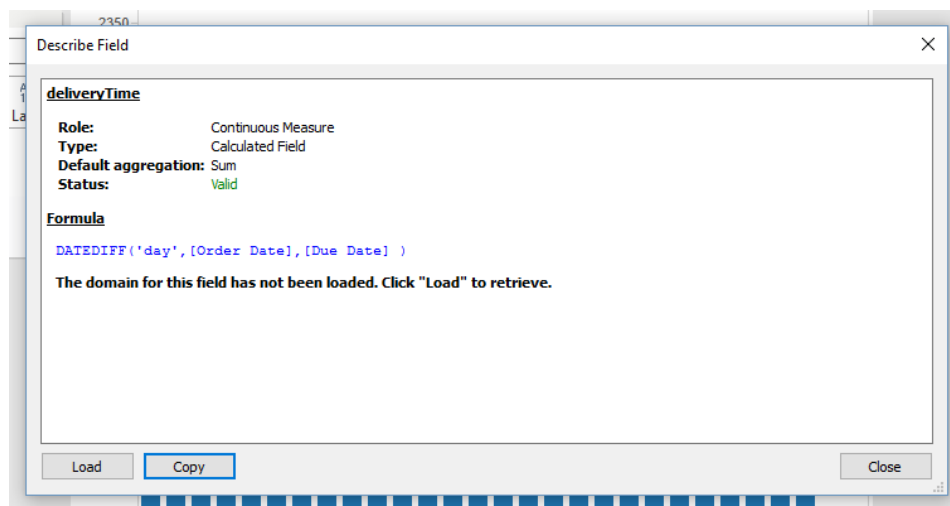 2350
Describe Field
deliveryTime
Role: Continuous Measure
Type: Calculated Field
Default aggregation: Sum
Status: Valid
Formula
DATEDIFF('day',[Order Date],[Due Date] )
The domain for this field has not been loaded. Click "Load" to retrieve.
La
Load Copy Close